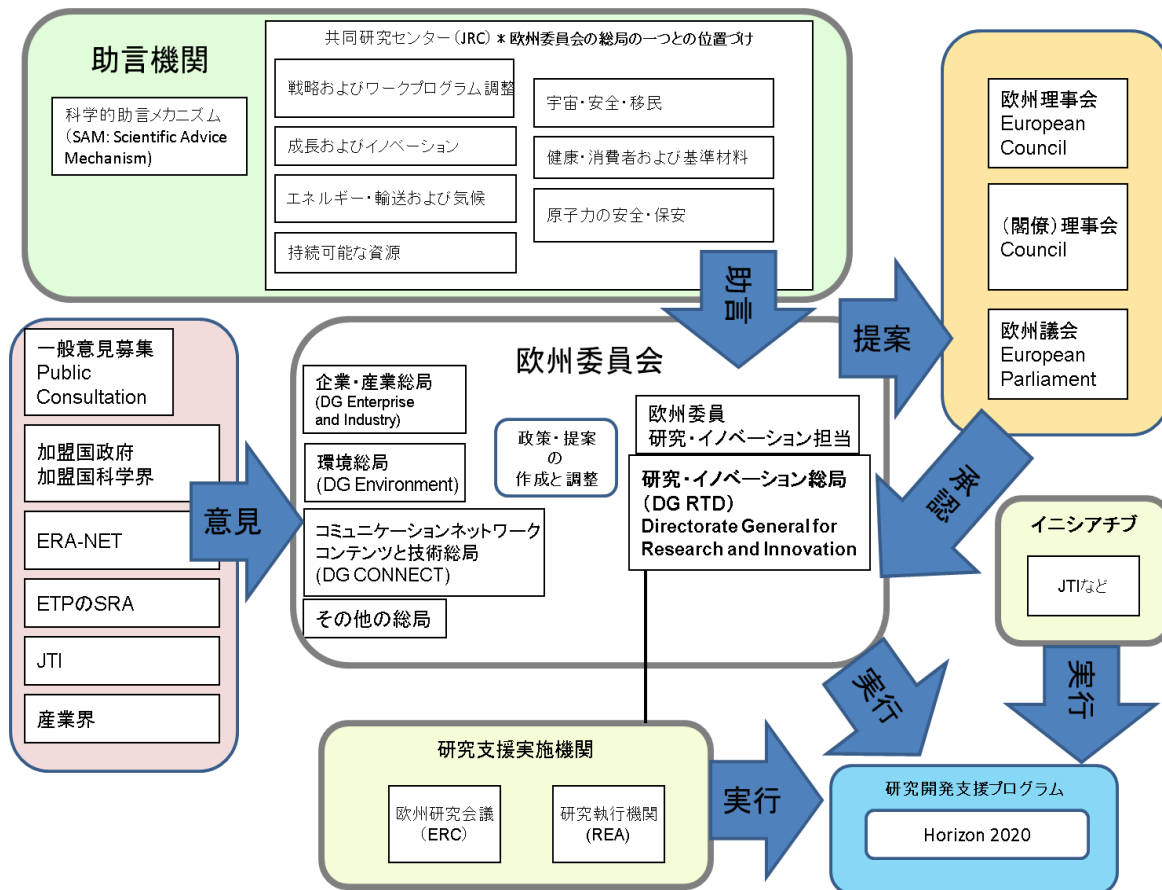 助言機関
科学的助言メカニズム
(SAM: Scientific Advice
Mechanism)
共同研究センター(JRC) *欧州委員会の総局の一つとの位置づけ
戦略およびワークプログラム調整
成長およびイノベーション
エネルギー・輸送および気候
持続可能な資源
宇宙・安全・移民
健康・消費者および基準材料
原子力の安全・保安
助言
提案
欧州理事会
European
Council
(閣僚)理事会
Council
欧州議会
European
Parliament
承認
一般意見募集
Public
Consultation
加盟国政府
加盟国科学界
ERA-NET
ETPのSRA
JTI
産業界
意見
欧州委員会
企業・産業総局
(DG Enterprise
and Industry)
環境総局
(DG Environment)
コミュニケーションネットワーク
コンテンツと技術総局
(DG CONNECT)
その他の総局
政策・提案
の
作成と調整
欧州委員
研究・イノベーション担当
研究・イノベーション総局
(DG RTD)
Directorate General for
Research and Innovation
イニシアチブ
JTIなど
実行
実行
研究支援実施機関
欧州研究会議
(ERC)
研究執行機関
(REA)
実行
研究開発支援プログラム
Horizon 2020